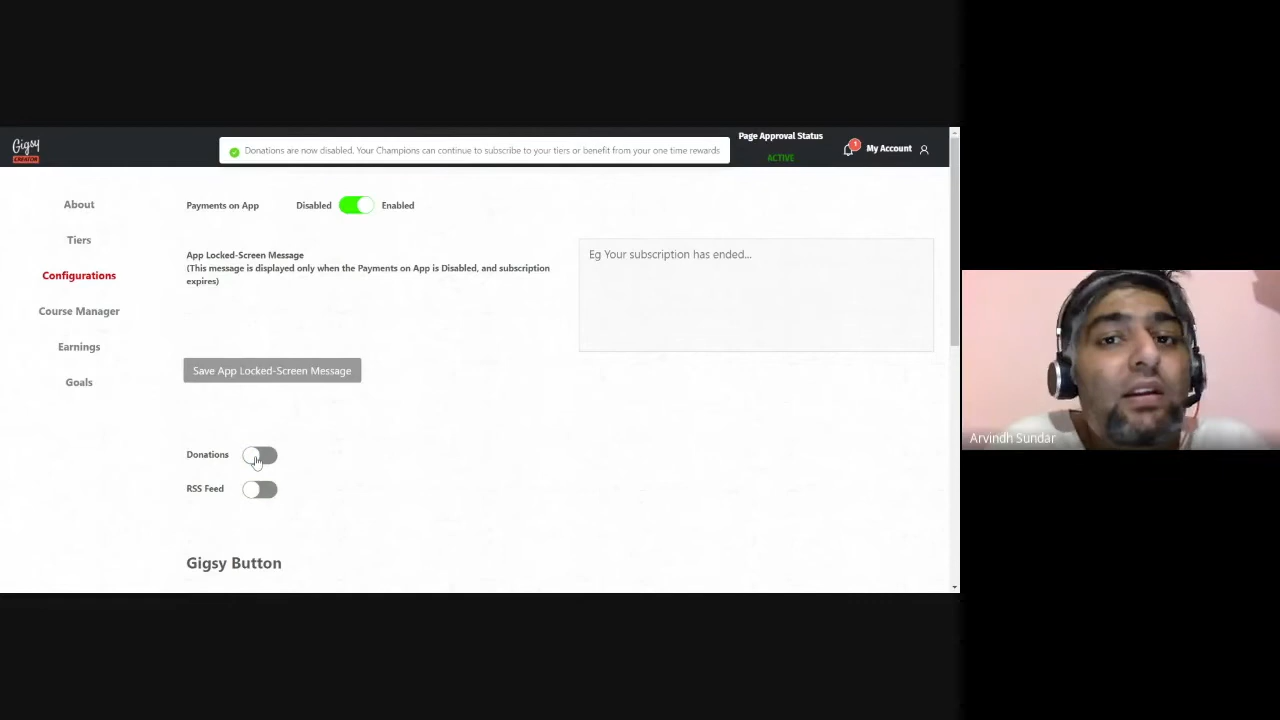 Gigsy
CREATOR
Donations are now disabled. Your Champions can continue to subscribe to your tiers or benefit from your one time rewards
Page Approval Status
ACTIVE
1
My Account
About
Tiers
Configurations
Course Manager
Earnings
Goals
Payments on App
Disabled
Enabled
App Locked-Screen Message
(This message is displayed only when the Payments on App is Disabled, and subscription
expires)
Eg Your subscription has ended...
Save App Locked-Screen Message
Donations
RSS Feed
Gigsy Button
Arvindh Sundar